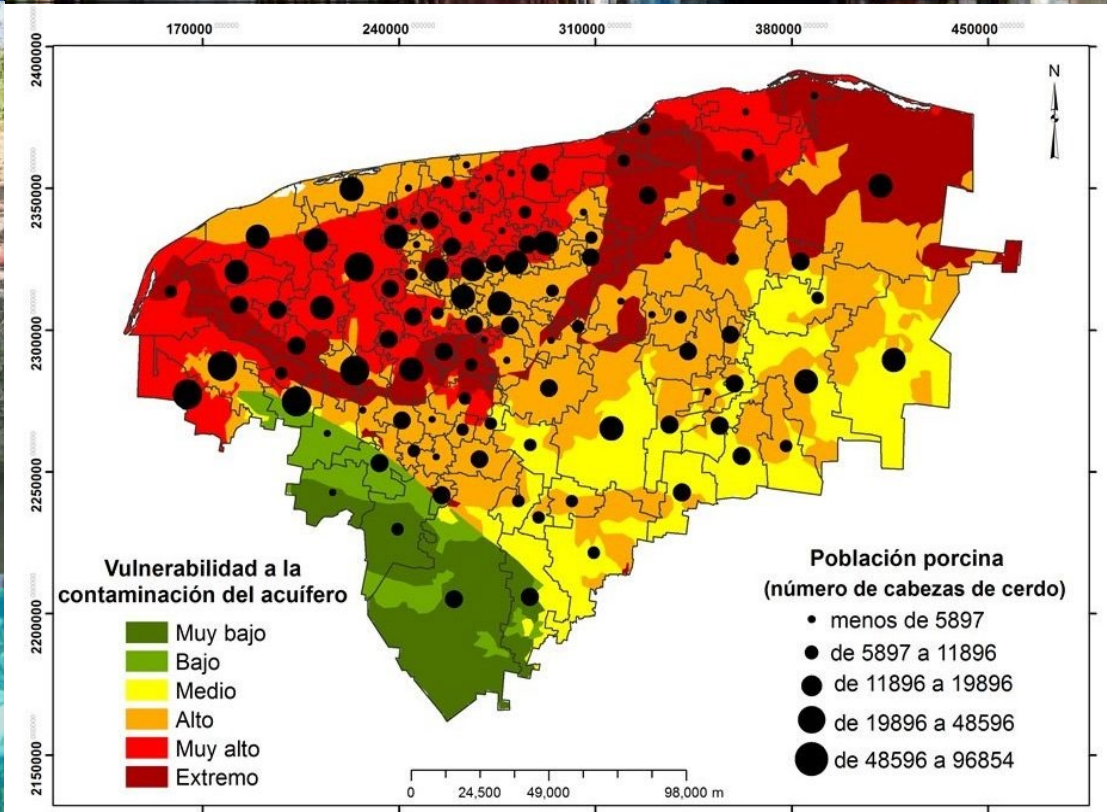 170000 240000 310000 380000 450000
2400000
2350000
2300000
2250000
2200000
2150000
N
Vulnerabilidad a la
contaminación del acuífero
Muy bajo
Bajo
Medio
Alto
Muy alto
Extremo
0 24,500 49,000 98,000 m
Población porcina
(número de cabezas de cerdo)
menos de 5897
de 5897 a 11896
de 11896 a 19896
de 19896 a 48596
de 48596 a 96854